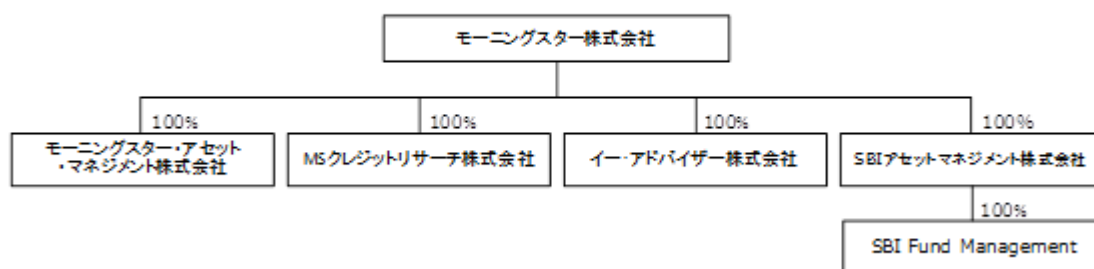 モーニングスター株式会社
100%
100%
100%
100%
モーニングスター・アセット
・マネジメント株式会社
MSクレジットリサーチ株式会社
イー・アドバイザー株式会社
SBIアセットマネジメント株式会社
100%
SBI Fund Management